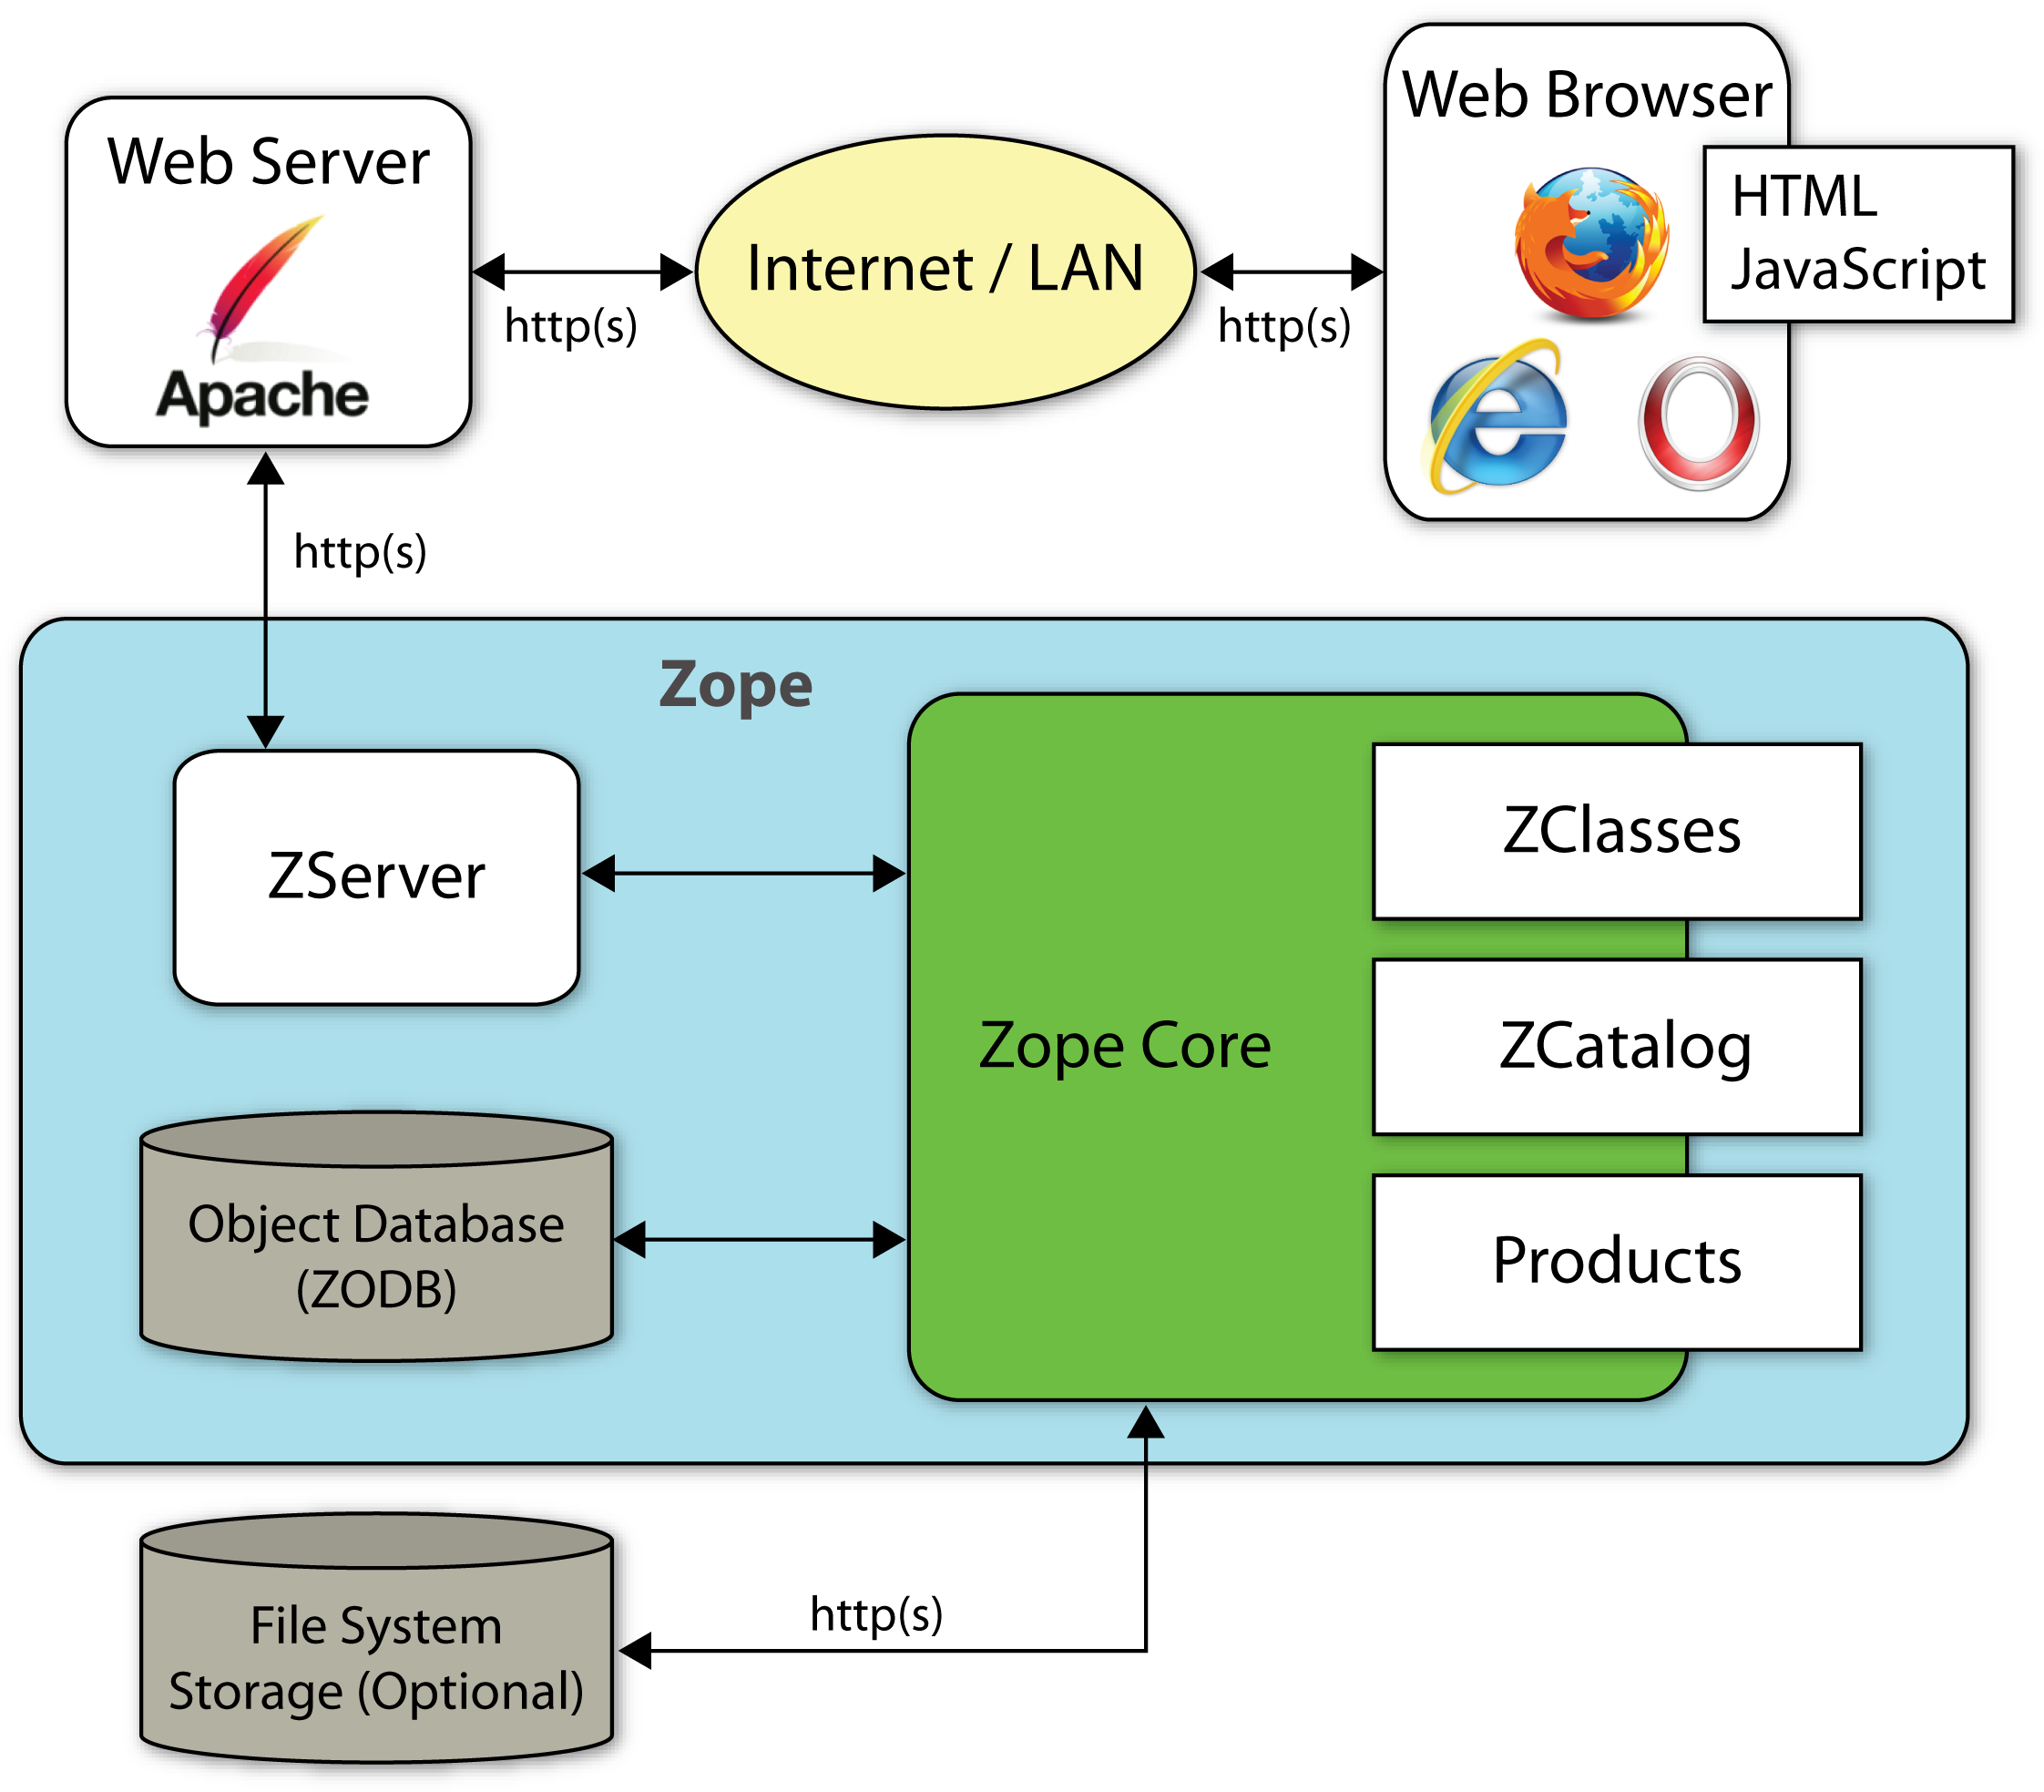 Web Server
Apache
http(s)
Internet / LAN
http(s)
Web Browser
HTML
JavaScript
http(s)
Zope
ZServer
Object Database
(ZODB)
Zope Core
ZClasses
ZCatalog
Products
File System
Storage (Optional)
http(s)